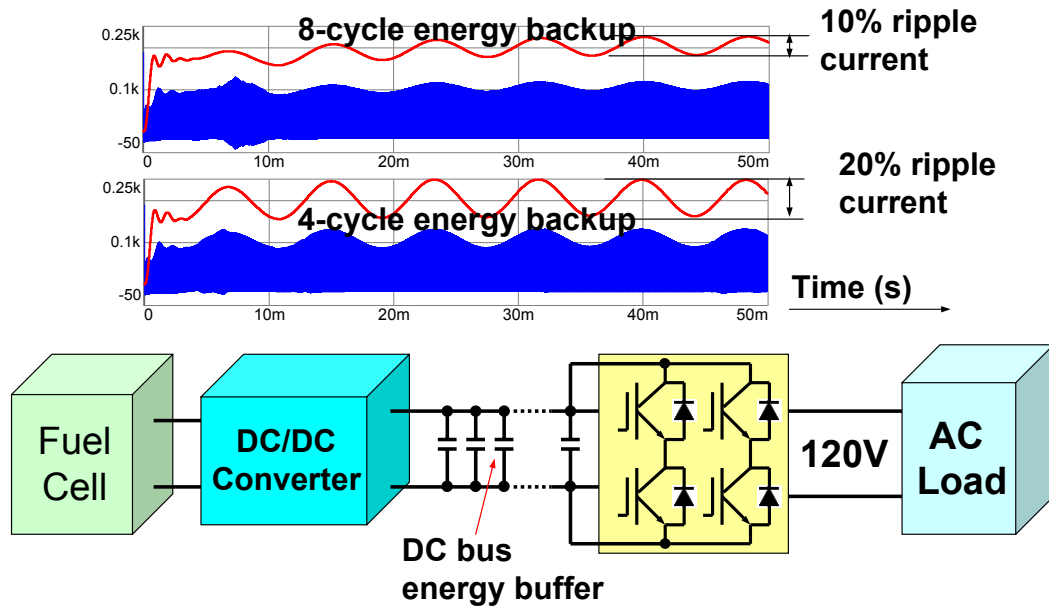 8-cycle energy backup
10% ripple
current
0.25k
0.1k
-50
0 10m 20m 30m 40m 50m
4-cycle energy backup
20% ripple
current
0.25k
0.1k
-50
0 10m 20m 30m 40m 50m
Time (s)
Fuel
Cell
DC/DC
Converter
DC bus
energy buffer
120V
AC
Load